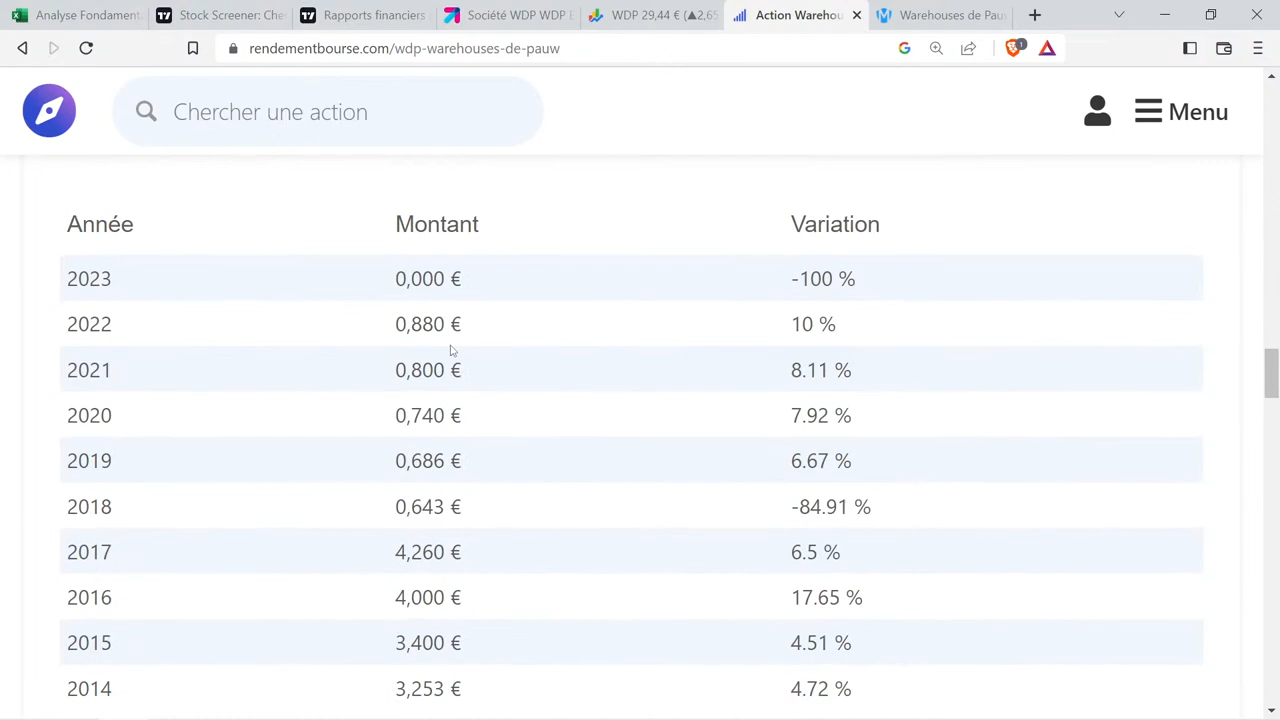 Analyse Fondament
Stock Screener: Che
Rapports financiers
Société WDP WDP
WDP 29,44 € (▲2,65
Action Warehou
Warehouses de Pau
rendementbourse.com/wdp-warehouses-de-pauw
1
Chercher une action
Menu
Année Montant Variation
2023 0,000 € -100 %
2022 0,880 € 10 %
2021 0,800 € 8.11 %
2020 0,740 € 7.92 %
2019 0,686 € 6.67 %
2018 0,643 € -84.91 %
2017 4,260 € 6.5 %
2016 4,000 € 17.65 %
2015 3,400 € 4.51 %
2014 3,253 € 4.72 %